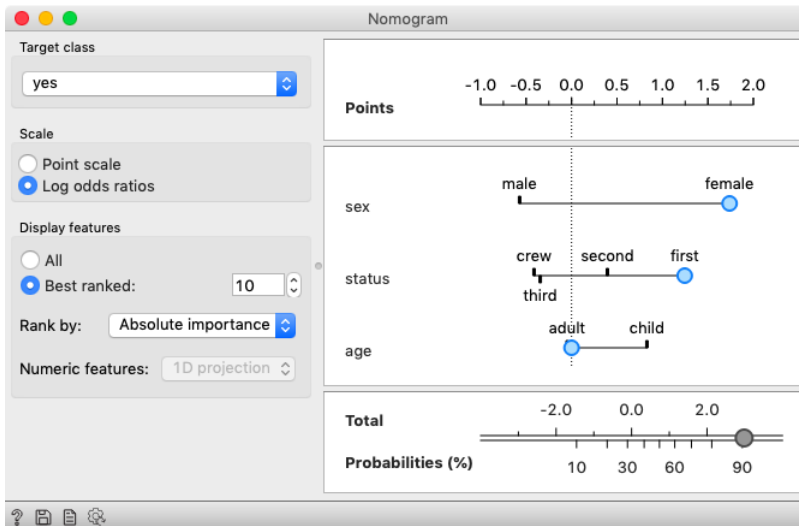 Nomogram
Target class
yes
Scale
Point scale
Log odds ratios
Display features
All
Best ranked: 10
Rank by: Absolute importance
Numeric features: 1D projection
-1.0 -0.5 0.0 0.5 1.0 1.5 2.0
Points
male female
sex
crew second first
status
third
adult child
age
-2.0 0.0 2.0
Total
Probabilities (%) 10 30 60 90
?